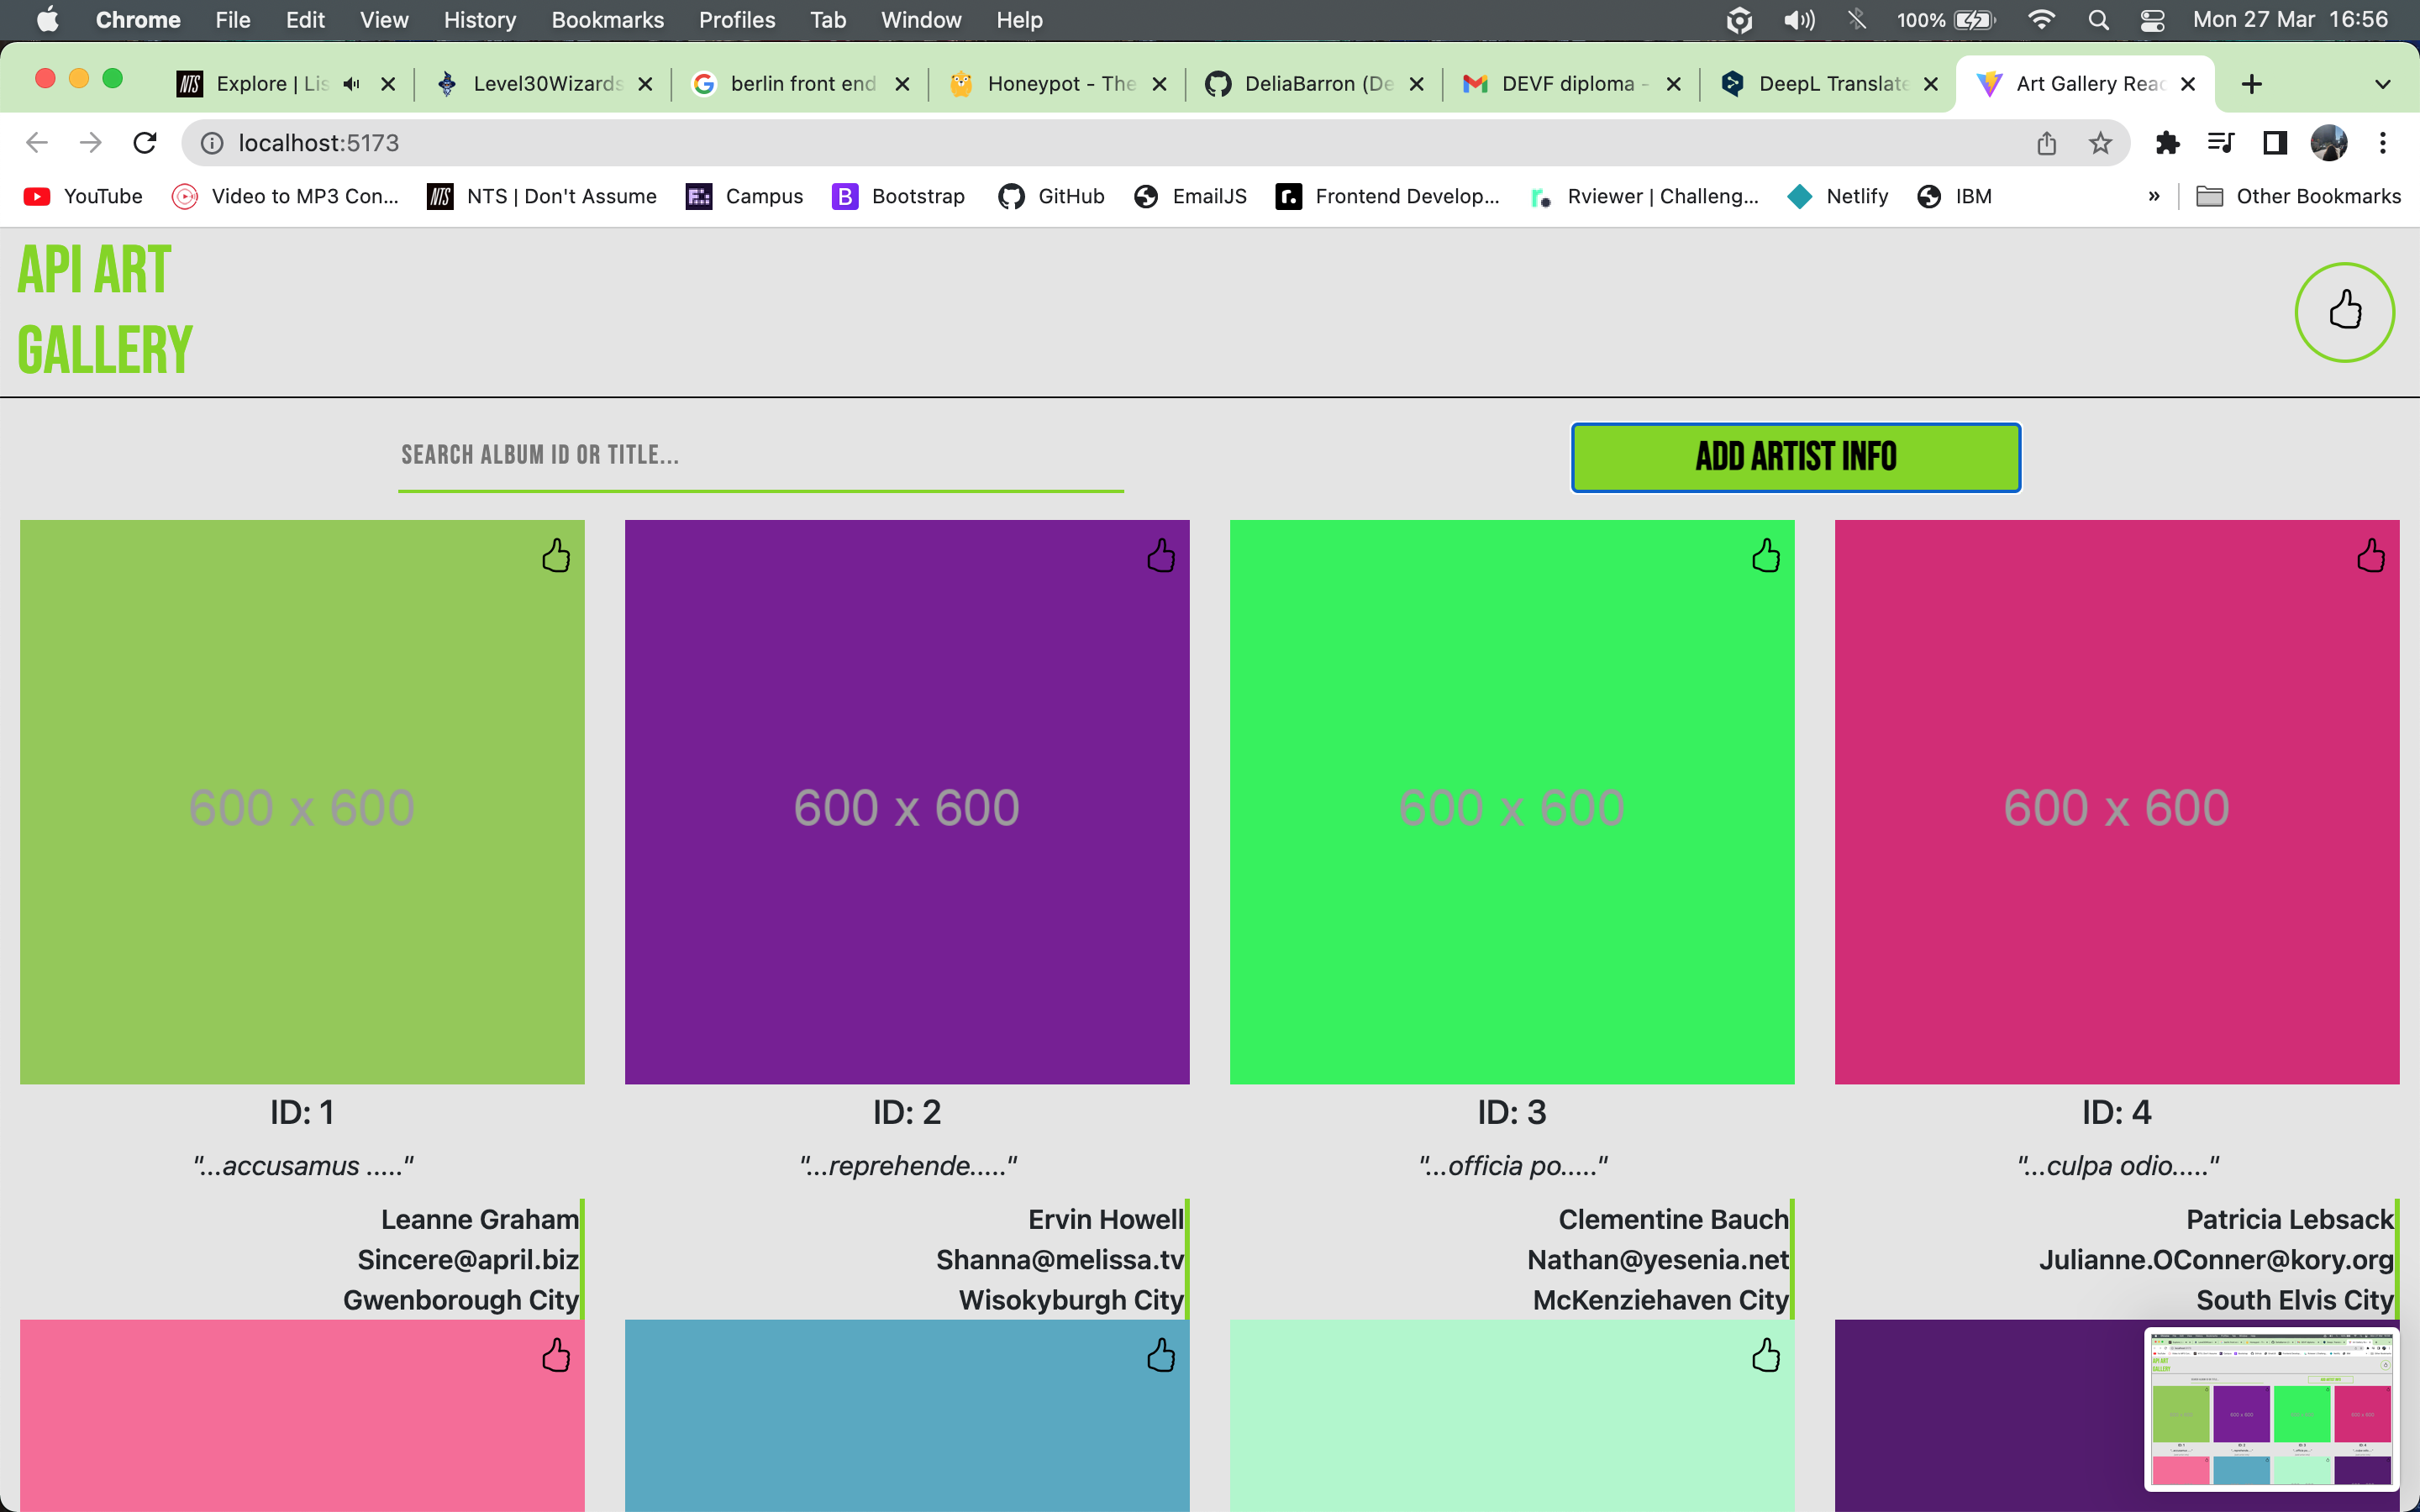 Chrome File Edit View History Bookmarks Profiles Tab Window Help 100% Mon 27 Mar 16:56
NTS Explore | Lis Level30Wizards berlin front end Honeypot - The DeliaBarron (De DEVF diploma - DeepL Translate Art Gallery Reac
localhost:5173
YouTube Video to MP3 Con... NTS NTS | Don't Assume Campus B Bootstrap GitHub EmailJS r. Frontend Develop... r. Rviewer | Challeng... Netlify IBM » Other Bookmarks
API ART
GALLERY
SEARCH ALBUM ID OR TITLE...
ADD ARTIST INFO
600 x 600 600 x 600 600 x 600 600 x 600
ID: 1 ID: 2 ID: 3 ID: 4
"...accusamus ....." "...reprehende....." "...officia po....." "...culpa odio....."
Leanne Graham Ervin Howell Clementine Bauch Patricia Lebsack
Sincere@april.biz Shanna@melissa.tv Nathan@yesenia.net Julianne.OConner@kory.org
Gwenborough City Wisokyburgh City McKenziehaven City South Elvis City
API ART
GALLERY